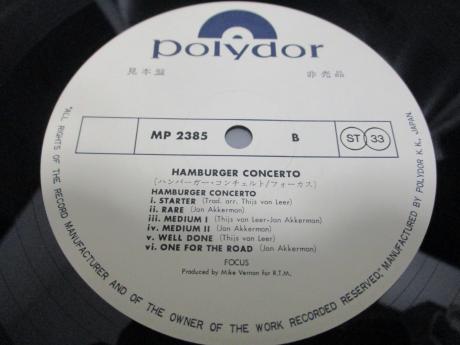 polydor
見本盤 非売品
MP 2385 B ST 33
HAMBURGER CONCERTO
(ハンバーガー・コンチェルト/フォーカス)
HAMBURGER CONCERTO
i. STARTER (Trad. arr. Thijs van Leer)
ii. RARE (Jan Akkerman)
iii. MEDIUM I (Thijs van Leer-Jan Akkerman)
iv. MEDIUM II (Jan Akkerman)
v. WELL DONE (Thijs van Leer)
vi. ONE FOR THE ROAD (Jan Akkerman)
FOCUS
Produced by Mike Vernon for R.T.M.
"ALL RIGHTS OF THE RECORD MANUFACTURER AND OF THE OWNER OF THE WORK RECORDED RESERVED," MANUFACTURED BY POLYDOR K.K., JAPAN.